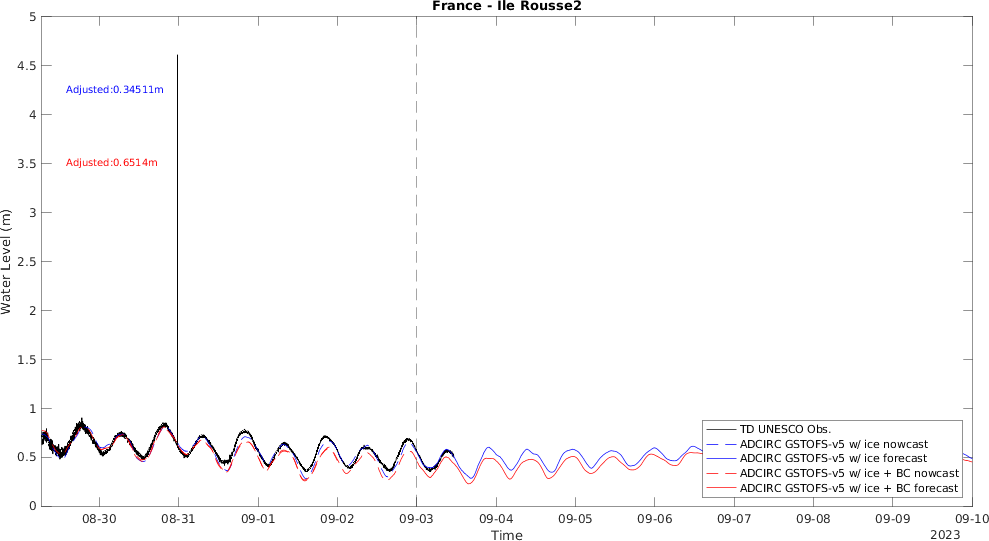 France - Ile Rousse2
Water Level (m)
5
4.5
4
3.5
3
2.5
2
1.5
1
0.5
0
Adjusted:0.34511m
Adjusted:0.6514m
TD UNESCO Obs.
ADCIRC GSTOFS-v5 w/ ice nowcast
ADCIRC GSTOFS-v5 w/ ice forecast
ADCIRC GSTOFS-v5 w/ ice + BC nowcast
ADCIRC GSTOFS-v5 w/ ice + BC forecast
08-30 08-31 09-01 09-02 09-03 09-04 09-05 09-06 09-07 09-08 09-09 09-10
Time
2023